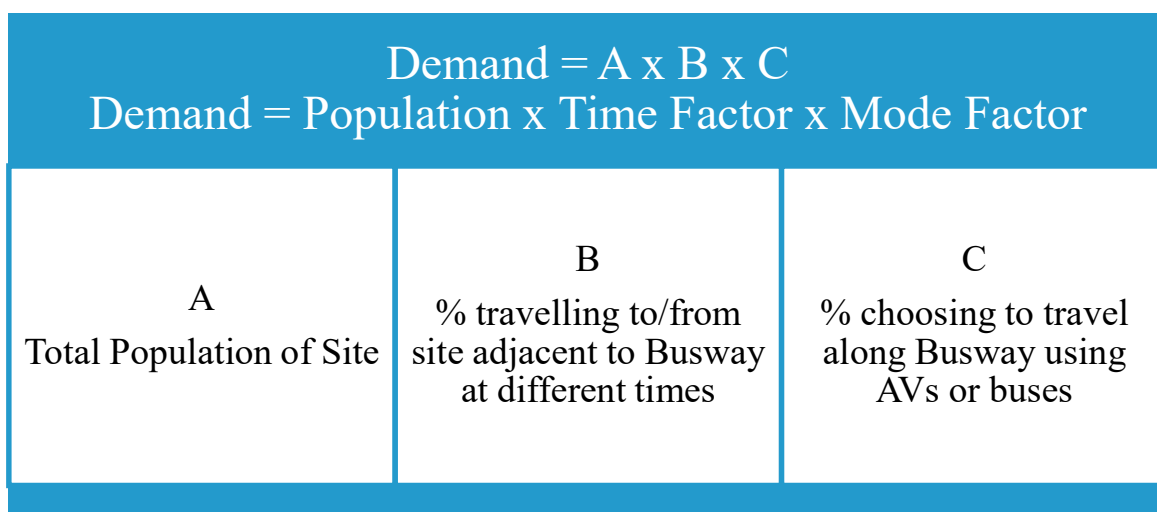 Demand = A x B x C
Demand = Population x Time Factor x Mode Factor
A
Total Population of Site
B
% travelling to/from
site adjacent to Busway
at different times
C
% choosing to travel
along Busway using
AVs or buses